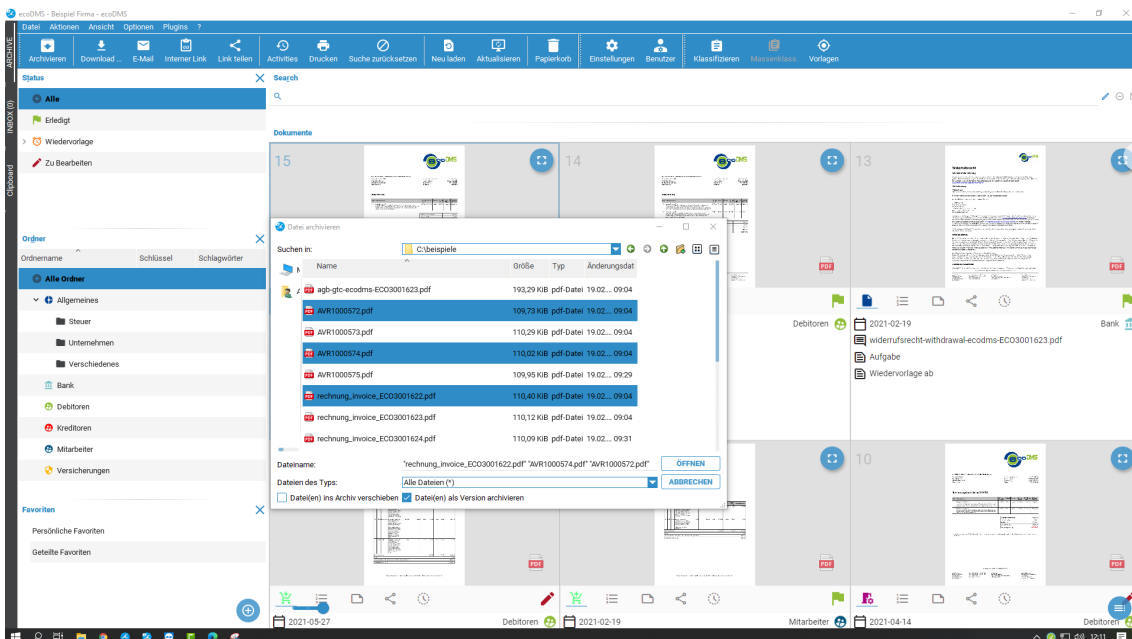 ecoDMS - Beispiel Firma - ecoDMS
Datei Aktionen Ansicht Optionen Plugins ?
ARCHIVE
INBOX (0)
Clipboard
Archivieren Download ... E-Mail Interner Link Link teilen Activities Drucken Suche zurücksetzen Neu laden Aktualisieren Papierkorb Einstellungen Benutzer Klassifizieren Massenklass. Vorlagen
Status
Alle
Erledigt
Wiedervorlage
Zu Bearbeiten
Ordner
Ordnername Schlüssel Schlagwörter
Alle Ordner
Allgemeines
Steuer
Unternehmen
Verschiedenes
Bank
Debitoren
Kreditoren
Mitarbeiter
Versicherungen
Favoriten
Persönliche Favoriten
Geteilte Favoriten
Search
Dokumente
15 14 13
ecoDMS ecoDMS
PDF PDF
Debitoren
2021-02-19 Bank
widerrufsrecht-withdrawal-ecodms-ECO3001623.pdf
Aufgabe
Wiedervorlage ab
Datei archivieren
Suchen in: C:\beispiele
Name Größe Typ Änderungsdat
agb-gtc-ecodms-ECO3001623.pdf 193,29 KiB pdf-Datei 19.02.... 09:04
AVR1000572.pdf 109,73 KiB pdf-Datei 19.02.... 09:04
AVR1000573.pdf 110,29 KiB pdf-Datei 19.02.... 09:04
AVR1000574.pdf 110,02 KiB pdf-Datei 19.02.... 09:04
AVR1000575.pdf 109,95 KiB pdf-Datei 19.02.... 09:29
rechnung_invoice_ECO3001622.pdf 110,40 KiB pdf-Datei 19.02.... 09:04
rechnung_invoice_ECO3001623.pdf 110,12 KiB pdf-Datei 19.02.... 09:04
rechnung_invoice_ECO3001624.pdf 110,09 KiB pdf-Datei 19.02.... 09:31
Dateiname: "rechnung_invoice_ECO3001622.pdf" "AVR1000574.pdf" "AVR1000572.pdf" ÖFFNEN
Dateien des Typs: Alle Dateien (*) ABBRECHEN
Datei(en) ins Archiv verschieben Datei(en) als Version archivieren
10
ecoDMS
PDF PDF PDF
2021-05-27 Debitoren 2021-02-19 Mitarbeiter 2021-04-14 Debitoren
12:11